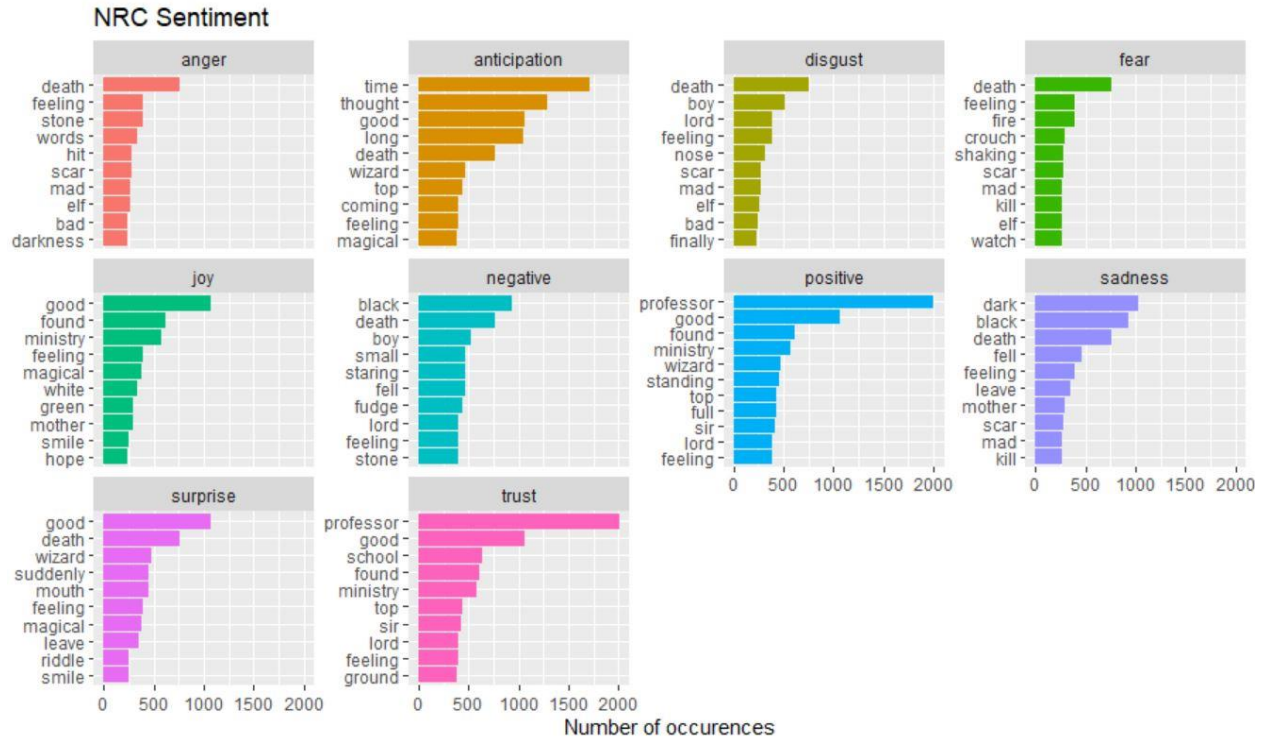 NRC Sentiment
anger
death
feeling
stone
words
hit
scar
mad
elf
bad
darkness
anticipation
time
thought
good
long
death
wizard
top
coming
feeling
magical
disgust
death
boy
lord
feeling
nose
scar
mad
elf
bad
finally
fear
death
feeling
fire
crouch
shaking
scar
mad
kill
elf
watch
joy
good
found
ministry
feeling
magical
white
green
mother
smile
hope
negative
black
death
boy
small
staring
fell
fudge
lord
feeling
stone
positive
professor
good
found
ministry
wizard
standing
top
full
sir
lord
feeling
0 500 1000 1500 2000
sadness
dark
black
death
fell
feeling
leave
mother
scar
mad
kill
0 500 1000 1500 2000
surprise
good
death
wizard
suddenly
mouth
feeling
magical
leave
riddle
smile
0 500 1000 1500 2000
trust
professor
good
school
found
ministry
top
sir
lord
feeling
ground
0 500 1000 1500 2000
Number of occurences